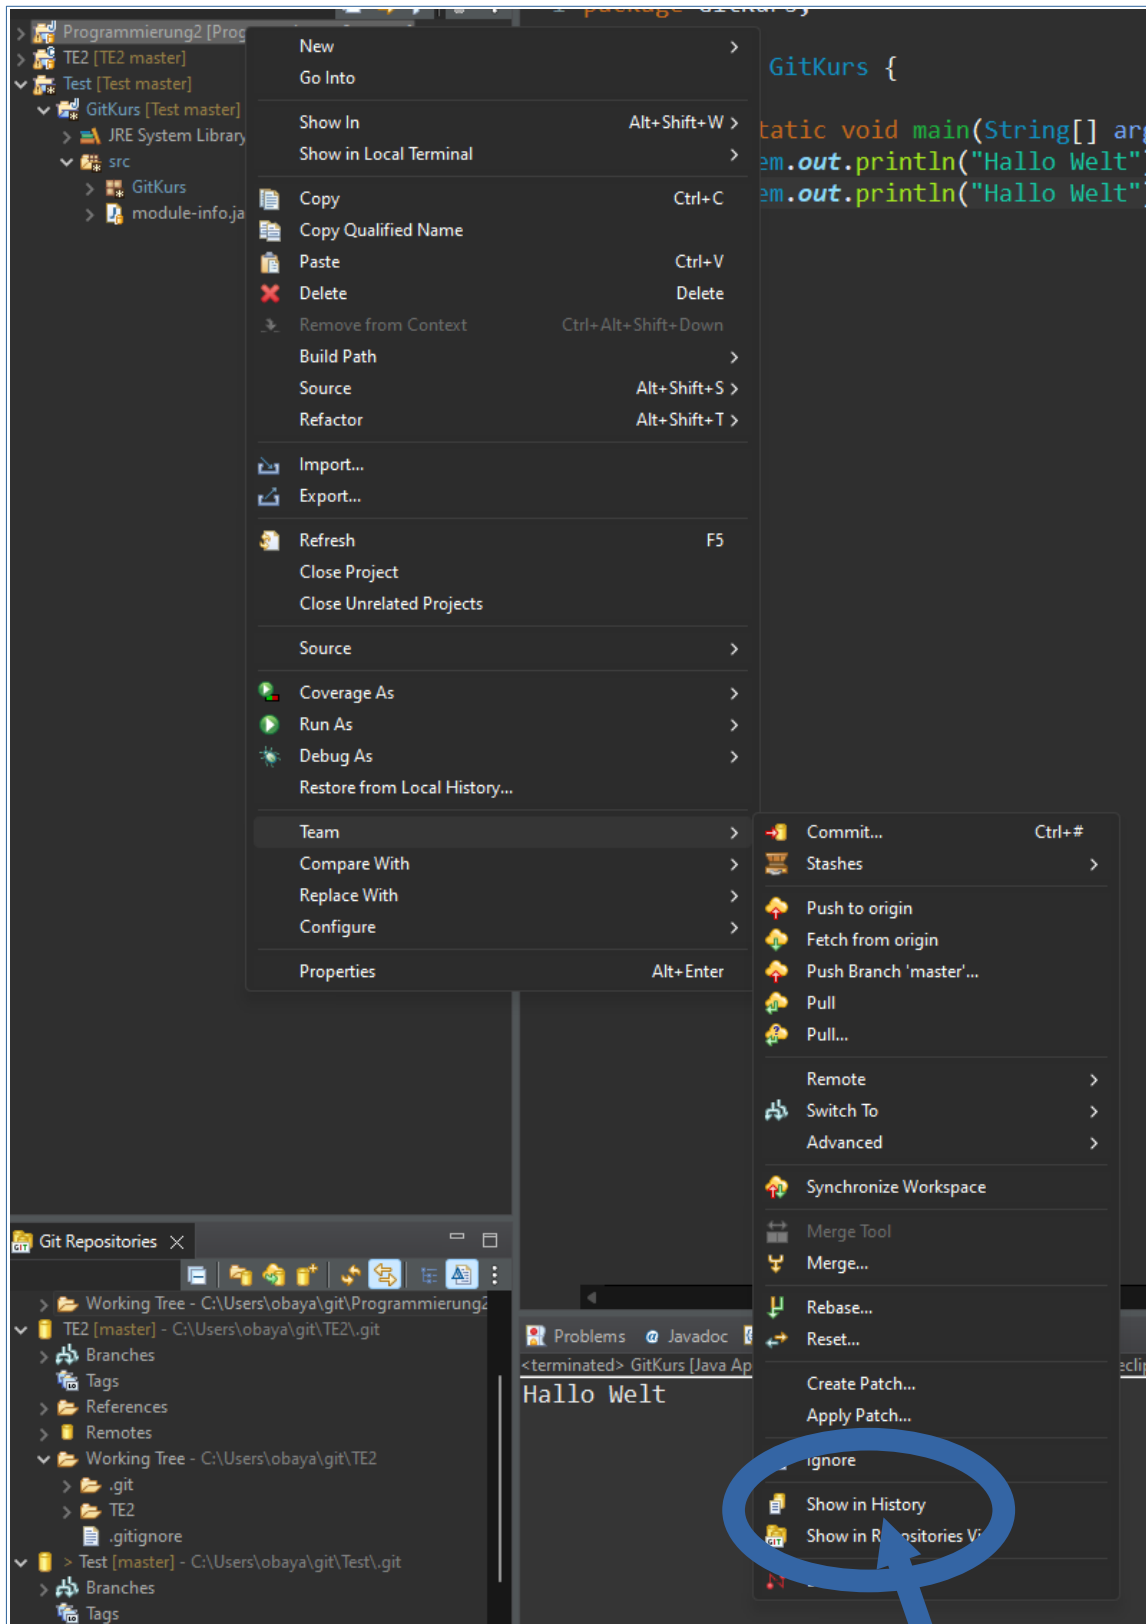 1 package GitKurs;
Programmierung2 [Prog
TE2 [TE2 master]
Test [Test master]
GitKurs [Test master]
JRE System Library
src
GitKurs
module-info.ja
GitKurs {
tatic void main(String[] arg
em.out.println("Hallo Welt")
em.out.println("Hallo Welt")
New
Go Into
Show In Alt+Shift+W
Show in Local Terminal
Copy Ctrl+C
Copy Qualified Name
Paste Ctrl+V
Delete Delete
Remove from Context Ctrl+Alt+Shift+Down
Build Path
Source Alt+Shift+S
Refactor Alt+Shift+T
Import...
Export...
Refresh F5
Close Project
Close Unrelated Projects
Source
Coverage As
Run As
Debug As
Restore from Local History...
Team
Compare With
Replace With
Configure
Properties Alt+Enter
Commit... Ctrl+#
Stashes
Push to origin
Fetch from origin
Push Branch 'master'...
Pull
Pull...
Remote
Switch To
Advanced
Synchronize Workspace
Merge Tool
Merge...
Rebase...
Reset...
Create Patch...
Apply Patch...
Ignore
Show in History
Show in Repositories Vi
Git Repositories
Working Tree - C:\Users\obaya\git\Programmierung2
TE2 [master] - C:\Users\obaya\git\TE2\.git
Branches
Tags
References
Remotes
Working Tree - C:\Users\obaya\git\TE2
.git
TE2
.gitignore
> Test [master] - C:\Users\obaya\git\Test\.git
Branches
Tags
Problems Javadoc
<terminated> GitKurs [Java Ap eclip
Hallo Welt